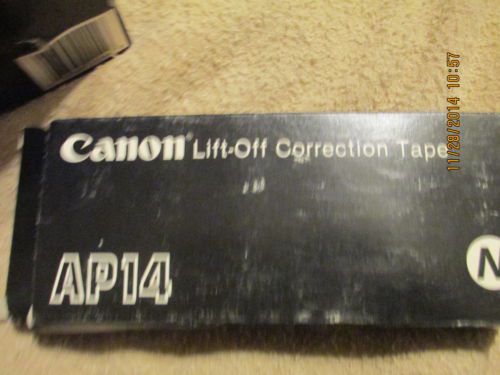 Canon Lift-Off Correction Tape
AP14
N
11/28/2014 10:57